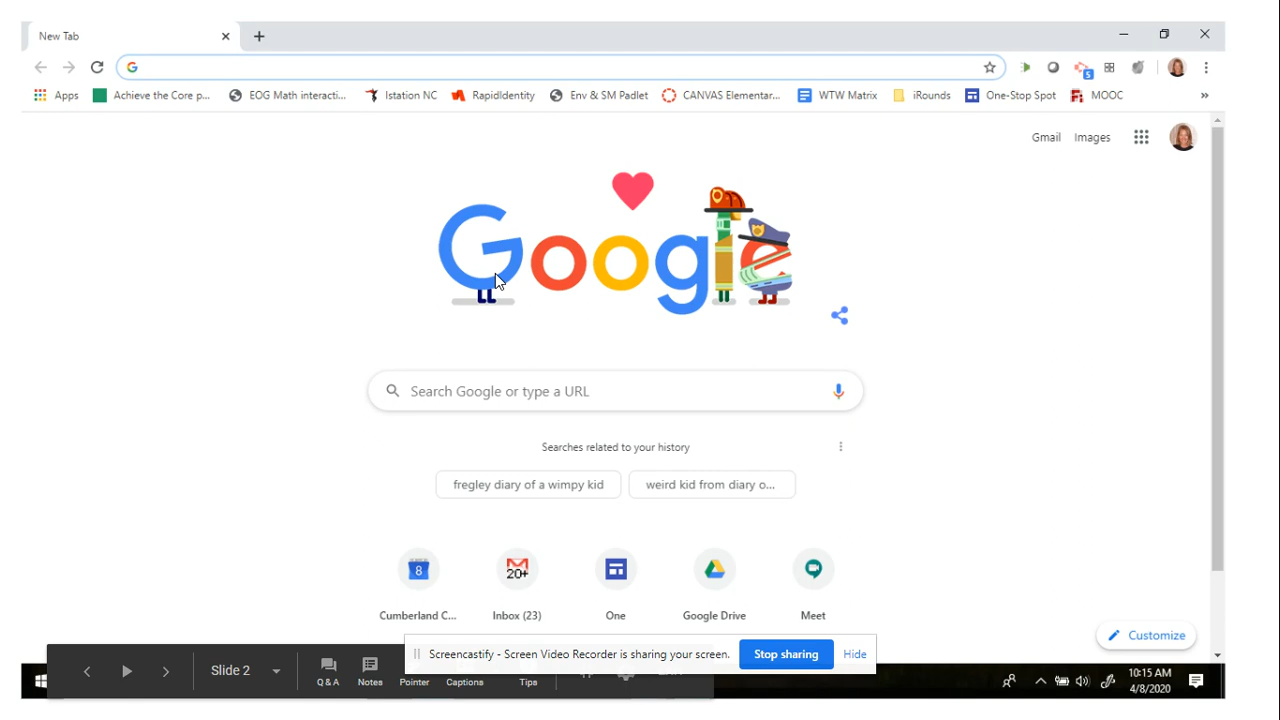 New Tab
Apps Achieve the Core p... EOG Math interacti... Istation NC RapidIdentity Env & SM Padlet CANVAS Elementar... WTW Matrix iRounds One-Stop Spot MOOC »
5
Gmail Images
Google
Search Google or type a URL
Searches related to your history
fregley diary of a wimpy kid weird kid from diary o...
8 20+
Cumberland C... Inbox (23) One Google Drive Meet
Customize
Screencastify - Screen Video Recorder is sharing your screen. Stop sharing Hide
Slide 2
Q & A Notes Pointer Captions Tips
10:15 AM
4/8/2020